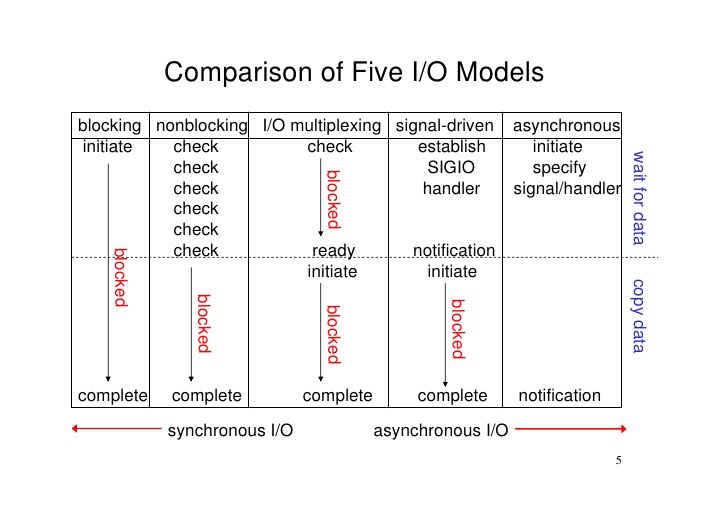 Comparison of Five I/O Models
blocking nonblocking I/O multiplexing signal-driven asynchronous
initiate check check establish initiate
check SIGIO specify
check handler signal/handler
check
check
check ready notification
initiate initiate
blocked
blocked
blocked
blocked
blocked
wait for data
copy data
complete complete complete complete notification
synchronous I/O asynchronous I/O
5